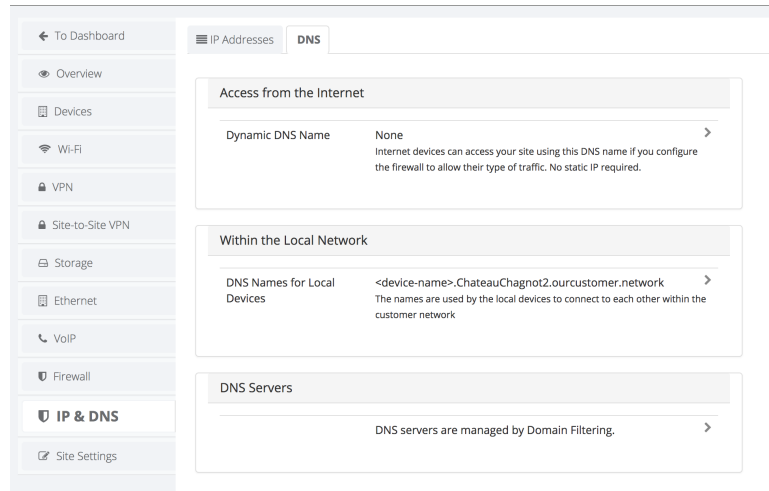 To Dashboard
Overview
Devices
Wi-Fi
VPN
Site-to-Site VPN
Storage
Ethernet
VoIP
Firewall
IP & DNS
Site Settings
IP Addresses
DNS
Access from the Internet
Dynamic DNS Name
None
Internet devices can access your site using this DNS name if you configure
the firewall to allow their type of traffic. No static IP required.
Within the Local Network
DNS Names for Local
Devices
<device-name>.ChateauChagnot2.ourcustomer.network
The names are used by the local devices to connect to each other within the
customer network
DNS Servers
DNS servers are managed by Domain Filtering.